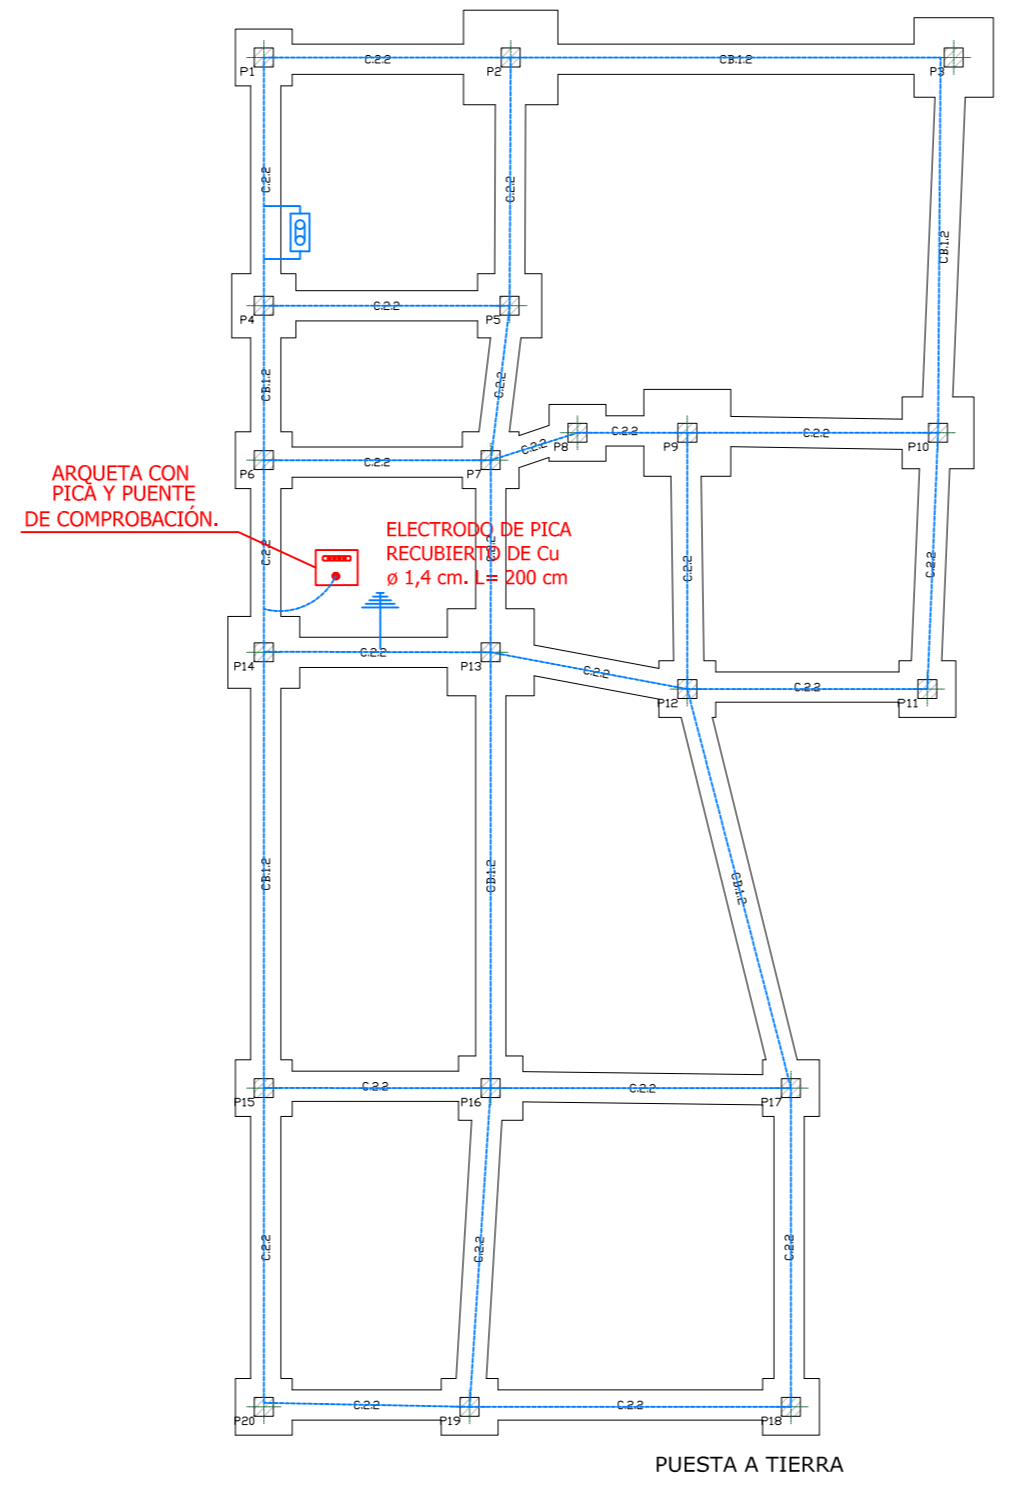 C.2.2
CB.1.2
P1
P2
P3
C.2.2
C.2.2
CB.1.2
C.2.2
P4
P5
CB.1.2
C.2.2
C.2.2
C.2.2
C.2.2
P8
P9
P10
C.2.2
P6
P7
ARQUETA CON
PICA Y PUENTE
DE COMPROBACIÓN.
ELECTRODO DE PICA
RECUBIERTO DE Cu
ø 1,4 cm. L= 200 cm
C.2.2
C.2.2
C.2.2
C.2.2
C.2.2
P14
P13
C.2.2
C.2.2
P12
P11
CB.1.2
CB.1.2
CB.1.2
C.2.2
C.2.2
P15
P16
P17
C.2.2
C.2.2
C.2.2
C.2.2
C.2.2
P20
P19
P18
PUESTA A TIERRA